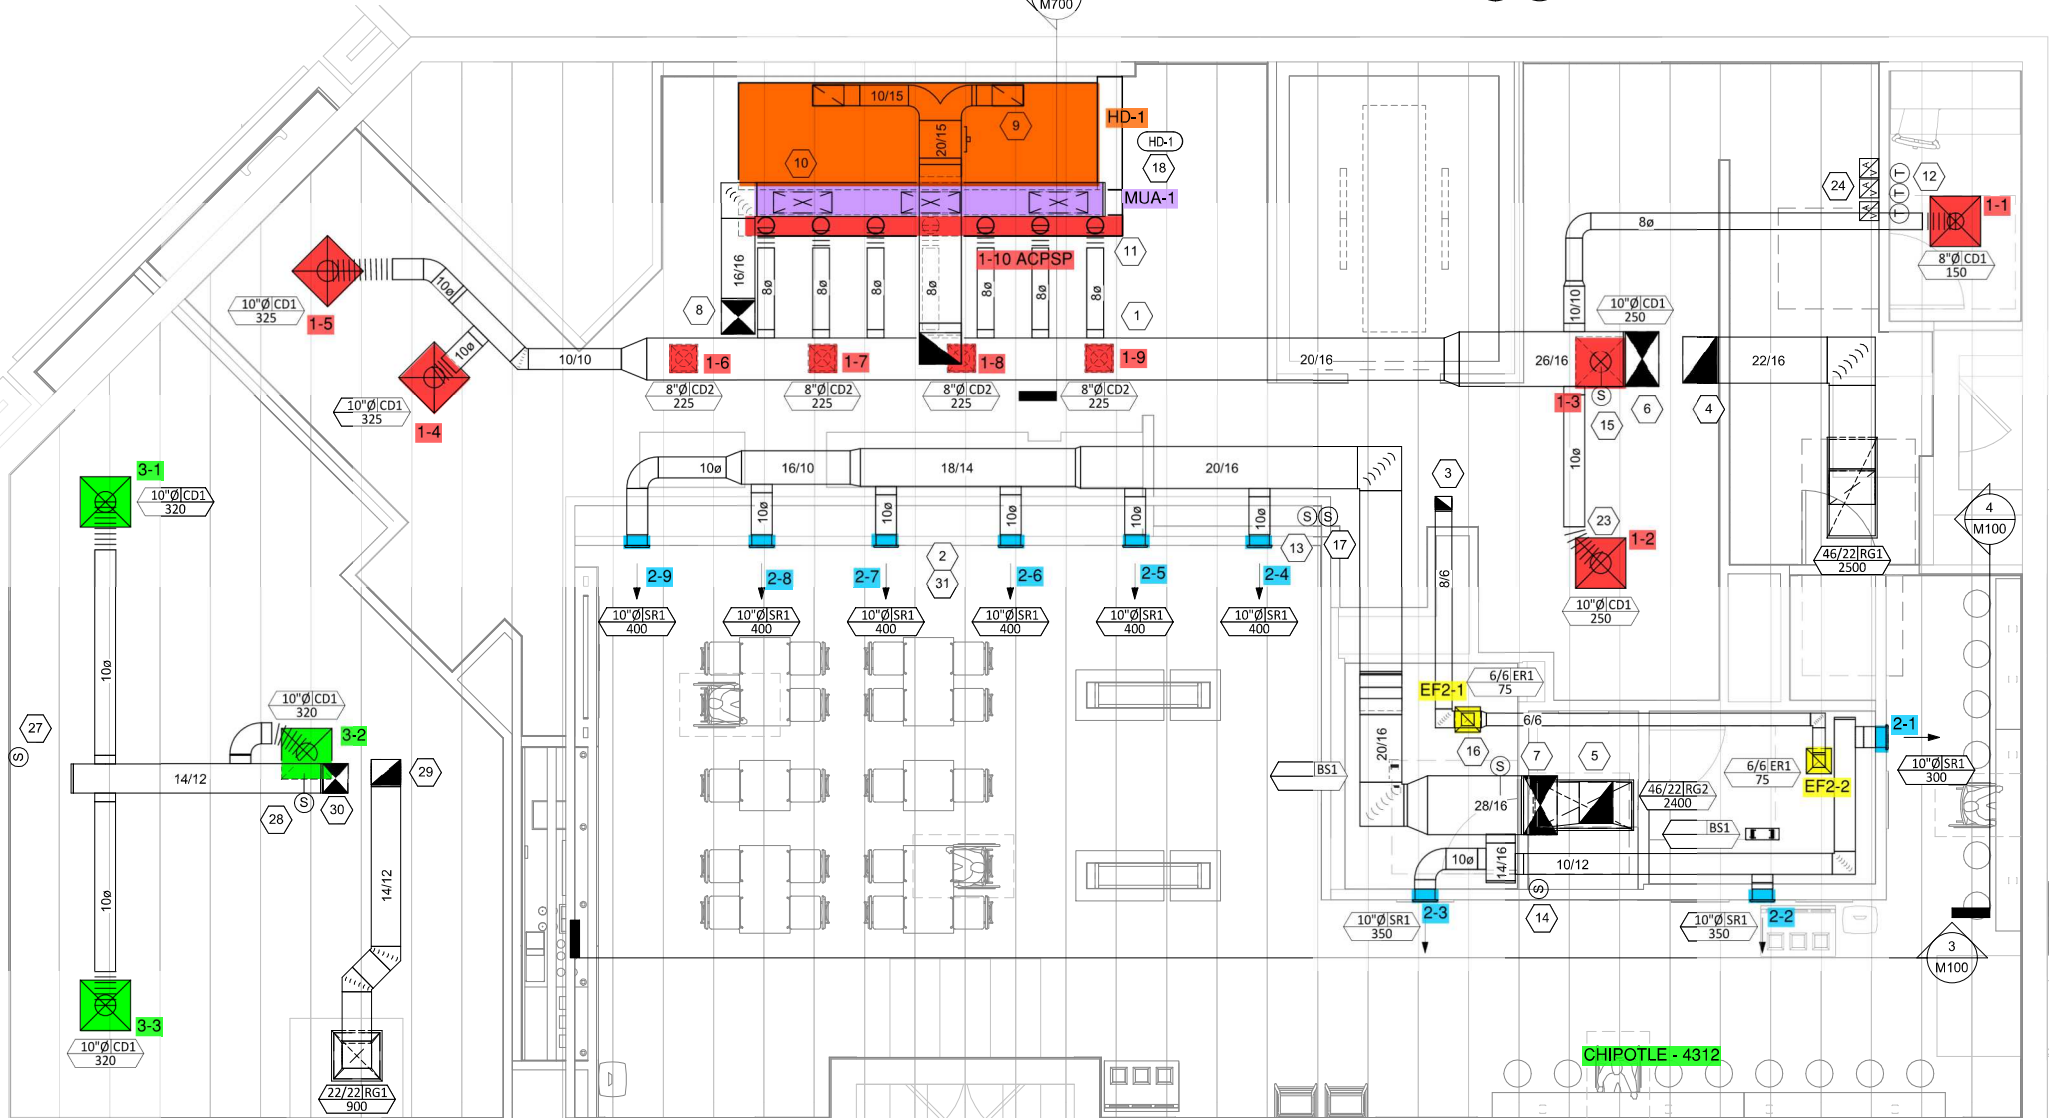 M700
10/15
9
20/15
10
HD-1
HD-1
18
MUA-1
11
1-10 ACPSP
16/16
8ø
8ø
8ø
8ø
8ø
8ø
8ø
8
1
24
A
V
A
V
A
V
T
T
T
12
1-1
8ø
8"Ø CD1
150
10ø
10"Ø CD1
325
1-5
10ø
10"Ø CD1
325
1-4
10/10
1-6
1-7
1-8
1-9
8"Ø CD2
225
8"Ø CD2
225
8"Ø CD2
225
8"Ø CD2
225
20/16
10/10
10"Ø CD1
250
26/16
1-3
S
15
6
4
22/16
10ø
23
1-2
10"Ø CD1
250
46/22 RG1
2500
4
M100
10ø
16/10
18/14
20/16
3
10ø
10ø
10ø
10ø
10ø
S
S
13
17
2
31
2-9
2-8
2-7
2-6
2-5
2-4
10"Ø SR1
400
10"Ø SR1
400
10"Ø SR1
400
10"Ø SR1
400
10"Ø SR1
400
10"Ø SR1
400
8/6
3-1
10"Ø CD1
320
10ø
27
S
10"Ø CD1
320
3-2
14/12
S
28
30
29
14/12
10ø
3-3
10"Ø CD1
320
22/22 RG1
900
EF2-1
6/6 ER1
75
6/6
16
7
5
S
20/16
BS1
28/16
46/22 RG2
2400
BS1
6/6 ER1
75
EF2-2
2-1
10"Ø SR1
300
10ø
14/16
10/12
S
14
2-3
10"Ø SR1
350
2-2
10"Ø SR1
350
3
M100
CHIPOTLE - 4312